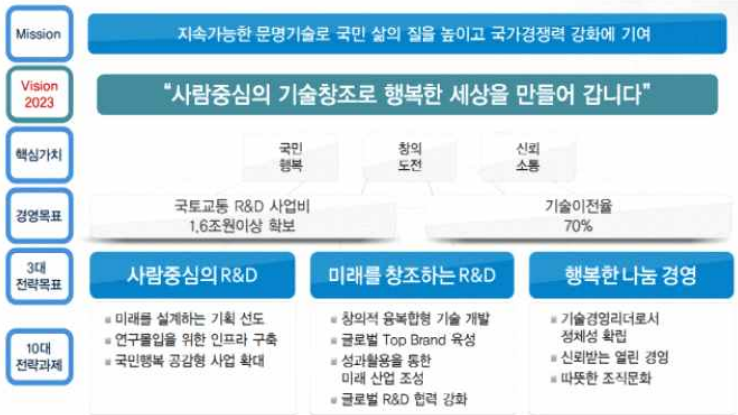 Mission
지속가능한 문명기술로 국민 삶의 질을 높이고 국가경쟁력 강화에 기여
Vision
2023
“사람중심의 기술창조로 행복한 세상을 만들어 갑니다”
핵심가치
국민
행복
창의
도전
신뢰
소통
경영목표
국토교통 R&D 사업비
1.6조원이상 확보
기술이전율
70%
3대
전략목표
사람중심의 R&D
미래를 창조하는 R&D
행복한 나눔 경영
10대
전략과제
미래를 설계하는 기획 선도
연구몰입을 위한 인프라 구축
국민행복 공감형 사업 확대
창의적 융복합형 기술 개발
글로벌 Top Brand 육성
성과활용을 통한
미래 산업 조성
글로벌 R&D 협력 강화
기술경영리더로서
정체성 확립
신뢰받는 열린 경영
따뜻한 조직문화